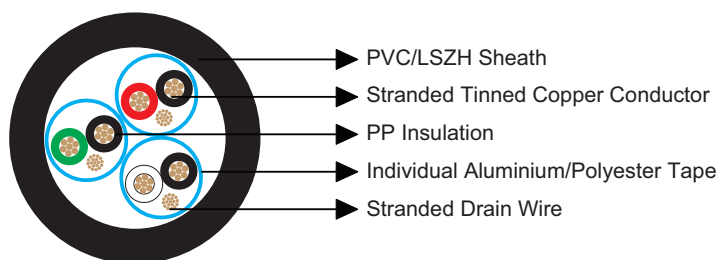 PVC/LSZH Sheath
Stranded Tinned Copper Conductor
PP Insulation
Individual Aluminium/Polyester Tape
Stranded Drain Wire